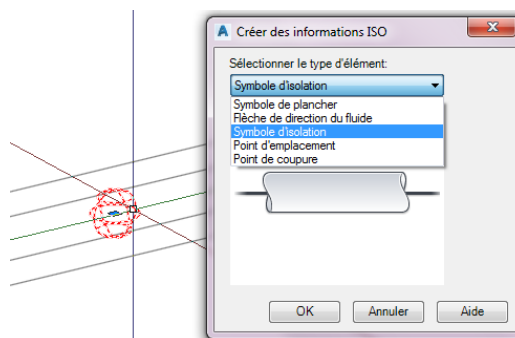 Créer des informations ISO
Sélectionner le type d'élément:
Symbole d'isolation
Symbole de plancher
Flèche de direction du fluide
Symbole d'isolation
Point d'emplacement
Point de coupure
OK
Annuler
Aide